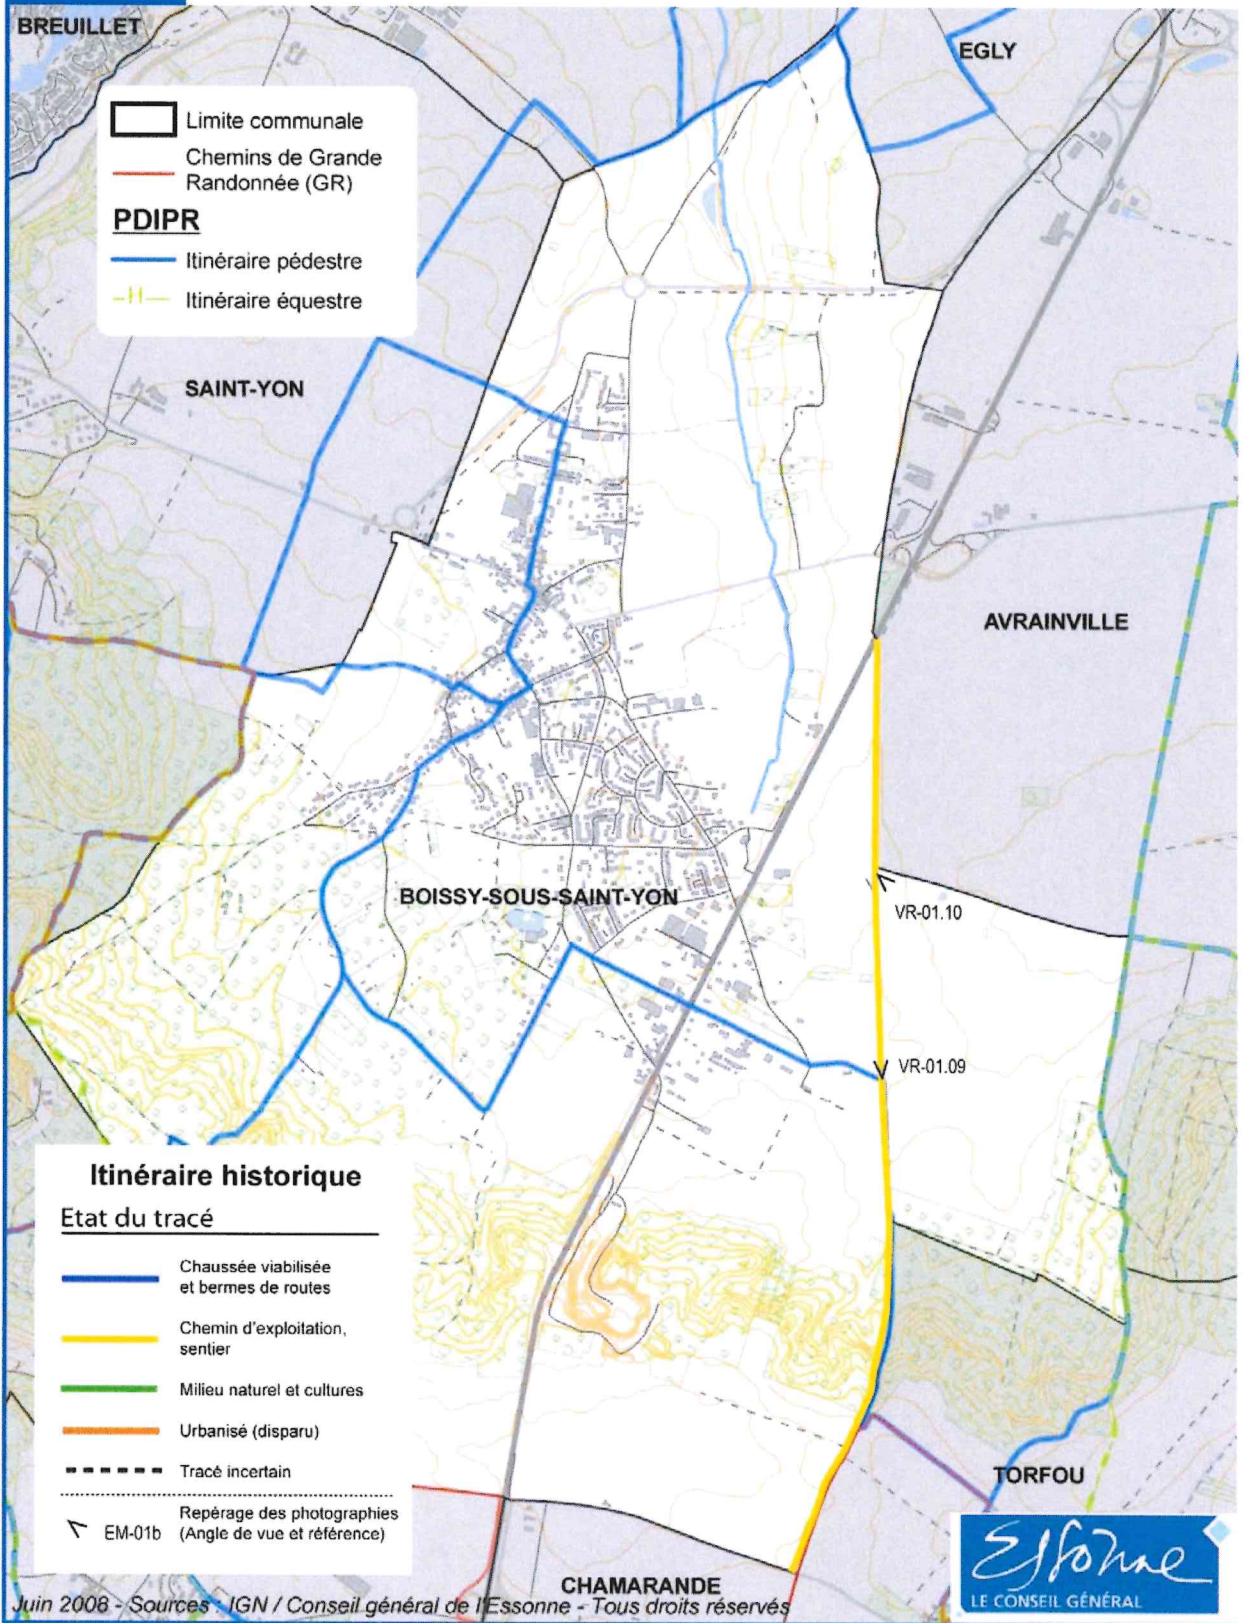 BREUILLET
EGLY
Limite communale
Chemins de Grande
Randonnée (GR)
PDIPR
Itinéraire pédestre
Itinéraire équestre
SAINT-YON
AVRAINVILLE
BOISSY-SOUS-SAINT-YON
VR-01.10
VR-01.09
Itinéraire historique
Etat du tracé
Chaussée viabilisée
et bermes de routes
Chemin d'exploitation,
sentier
Milieu naturel et cultures
Urbanisé (disparu)
Tracé incertain
Repérage des photographies
EM-01b (Angle de vue et référence)
TORFOU
CHAMARANDE
Essonne
LE CONSEIL GÉNÉRAL
Juin 2008 - Sources : IGN / Conseil général de l'Essonne - Tous droits réservés